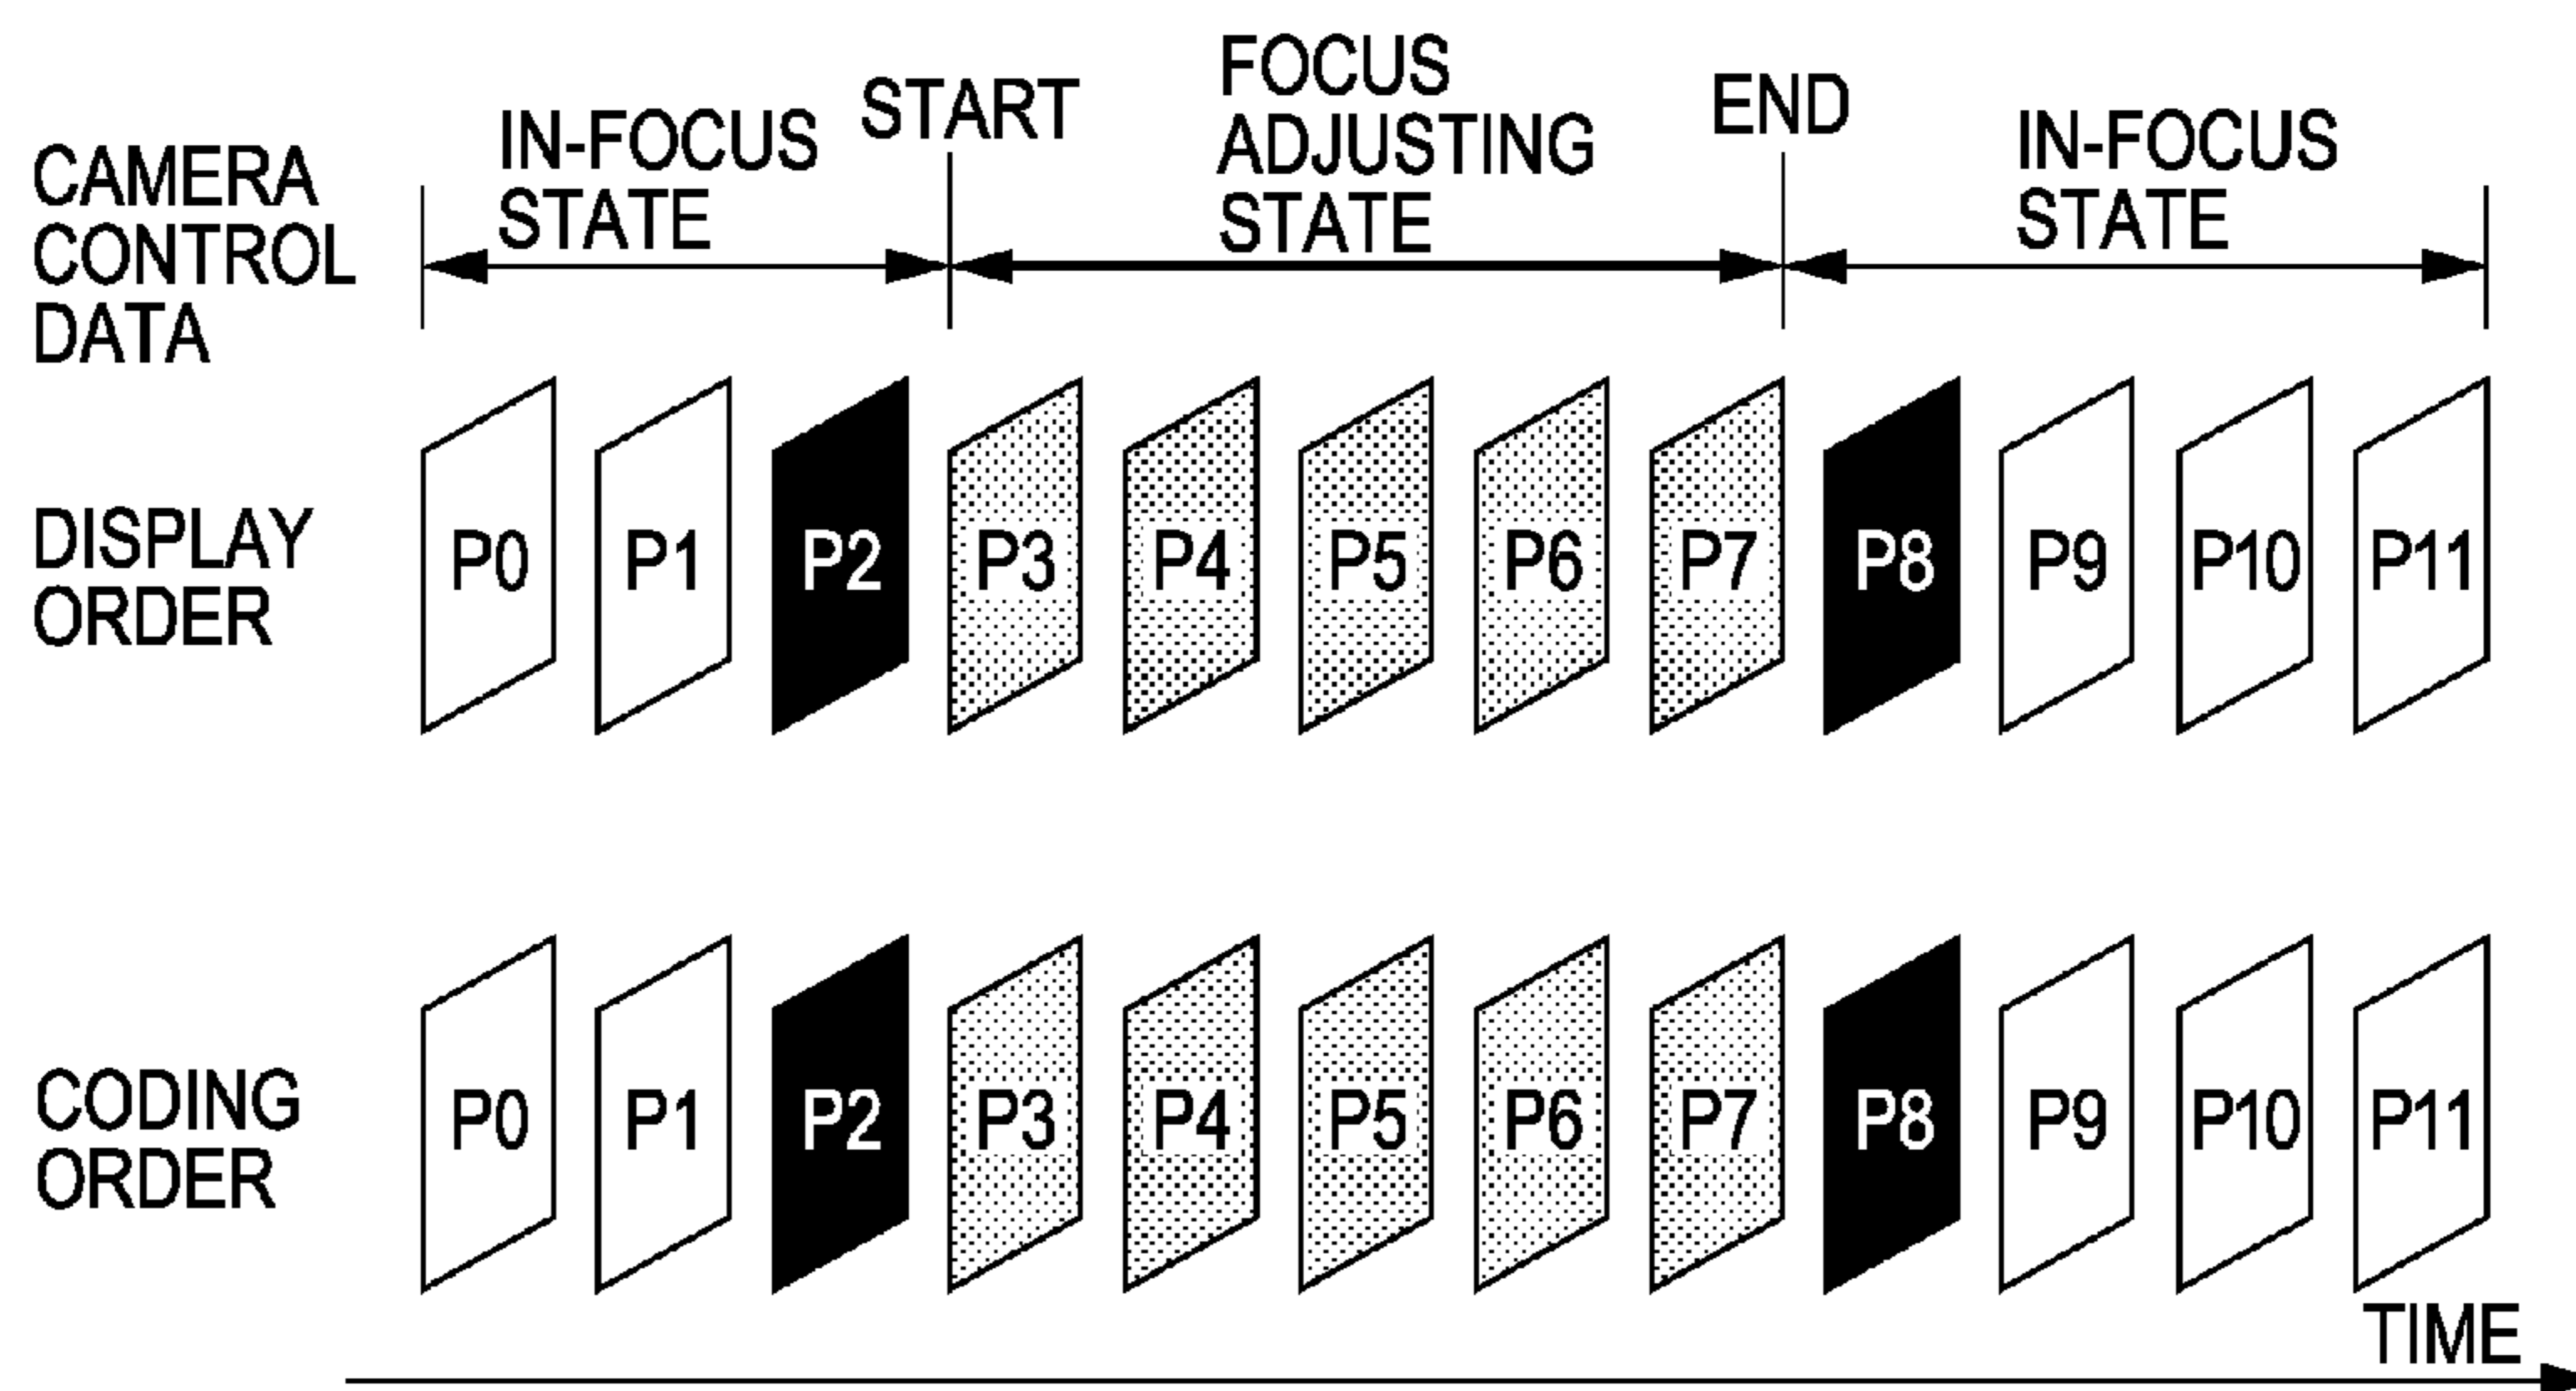 CAMERA
CONTROL
DATA
IN-FOCUS
STATE
START
FOCUS
ADJUSTING
STATE
END
IN-FOCUS
STATE
DISPLAY
ORDER
P0 P1 P2 P3 P4 P5 P6 P7 P8 P9 P10 P11
CODING
ORDER
P0 P1 P2 P3 P4 P5 P6 P7 P8 P9 P10 P11
TIME